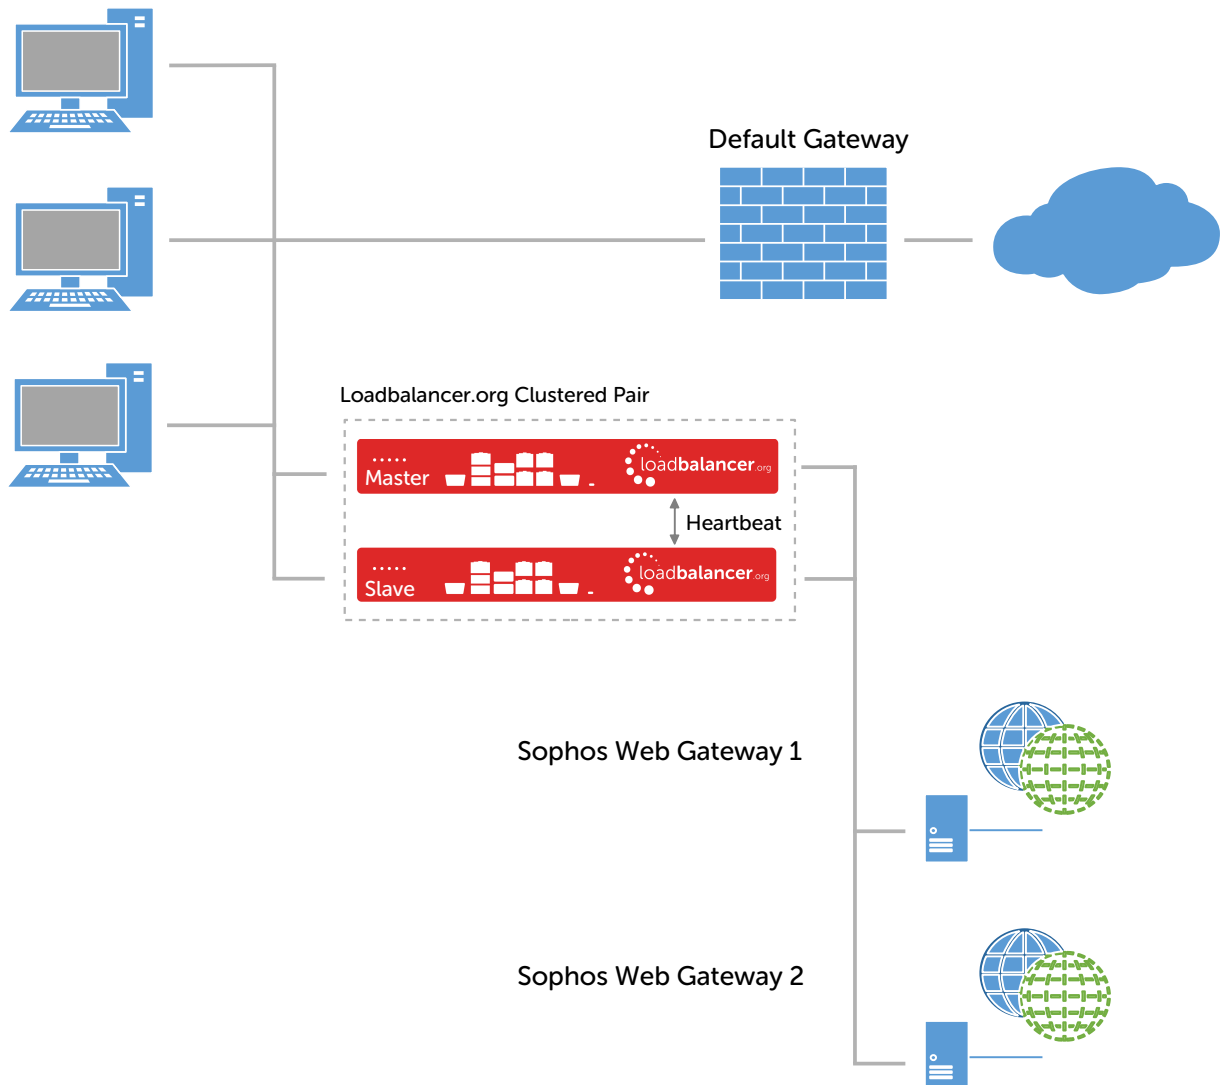 Default Gateway
Loadbalancer.org Clustered Pair
Master
loadbalancer.org
Heartbeat
Slave
loadbalancer.org
Sophos Web Gateway 1
Sophos Web Gateway 2